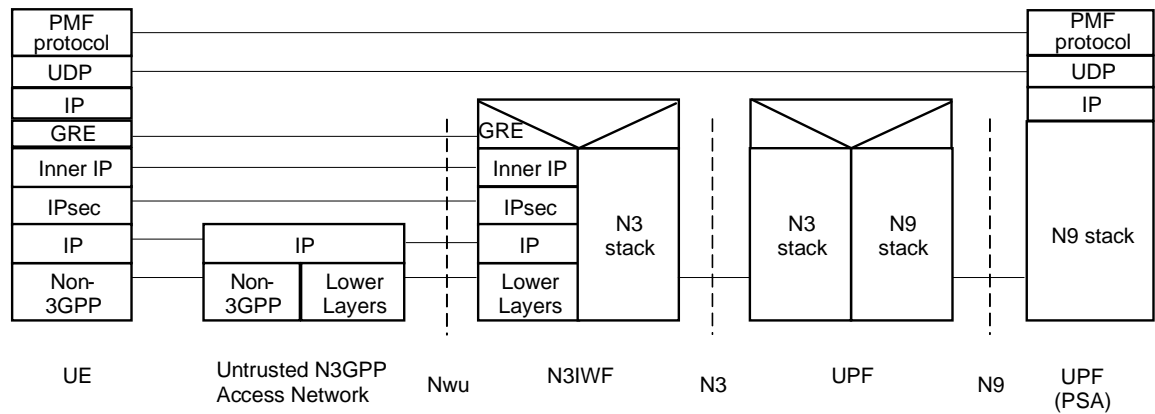 PMF
protocol
UDP
IP
GRE
Inner IP
IPsec
IP
Non-
3GPP
UE
IP
Non-
3GPP
Lower
Layers
Untrusted N3GPP
Access Network
Nwu
GRE
Inner IP
IPsec
IP
Lower
Layers
N3
stack
N3IWF
N3
N3
stack
N9
stack
UPF
N9
PMF
protocol
UDP
IP
N9 stack
UPF
(PSA)